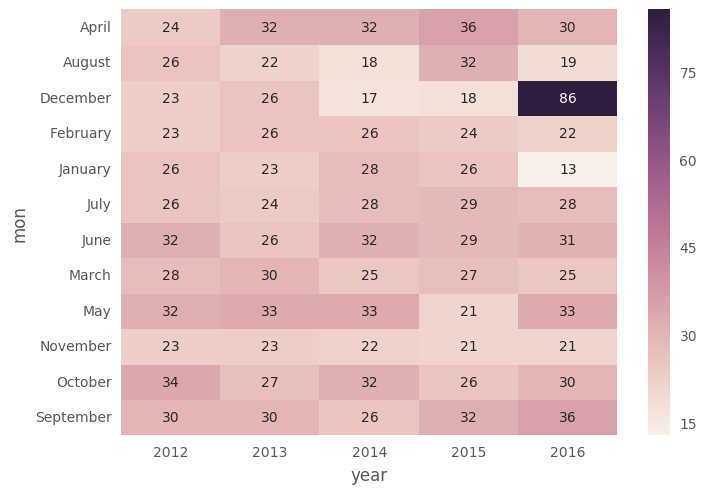 April 24 32 32 36 30
August 26 22 18 32 19
75
December 23 26 17 18 86
February 23 26 26 24 22
60
January 26 23 28 26 13
July 26 24 28 29 28
mon
June 32 26 32 29 31
45
March 28 30 25 27 25
May 32 33 33 21 33
30
November 23 23 22 21 21
October 34 27 32 26 30
September 30 30 26 32 36
15
2012 2013 2014 2015 2016
year